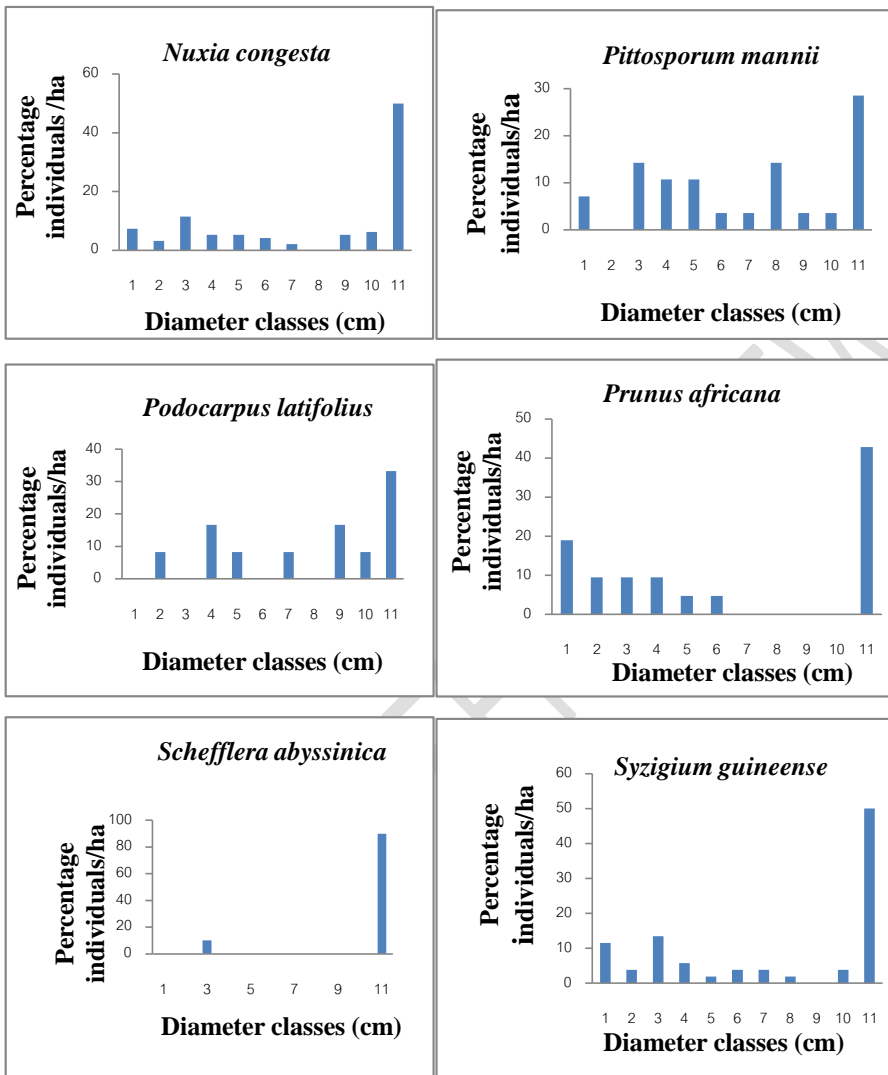 Nuxia congesta
Percentage
individuals /ha
60
40
20
0
1 2 3 4 5 6 7 8 9 10 11
Diameter classes (cm)
Pittosporum mannii
Percentage
individuals/ha
30
20
10
0
1 2 3 4 5 6 7 8 9 10 11
Diameter classes (cm)
Podocarpus latifolius
Percentage
individuals/ha
40
30
20
10
0
1 2 3 4 5 6 7 8 9 10 11
Diameter classes (cm)
Prunus africana
Percentage
individuals/ha
50
40
30
20
10
0
1 2 3 4 5 6 7 8 9 10 11
Diameter classes (cm)
Schefflera abyssinica
Percentage
individuals/ha
100
80
60
40
20
0
1 3 5 7 9 11
Diameter classes (cm)
Syzigium guineense
Percentage
individuals/ha
60
50
40
30
20
10
0
1 2 3 4 5 6 7 8 9 10 11
Diameter classes (cm)